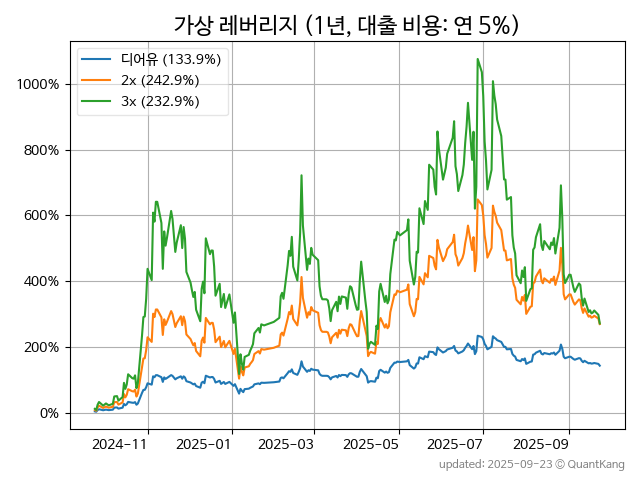 가상 레버리지 (1년, 대출 비용: 연 5%)
디어유 (133.9%)
2x (242.9%)
3x (232.9%)
1000%
800%
600%
400%
200%
0%
2024-11 2025-01 2025-03 2025-05 2025-07 2025-09
updated: 2025-09-23 © QuantKang